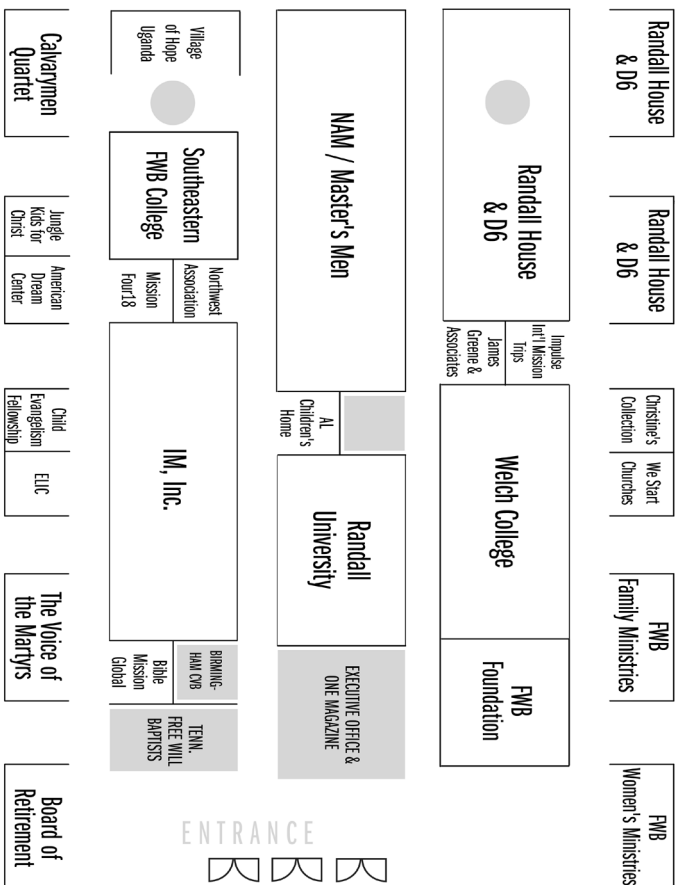 Calvarymen
Quartet
Village
of Hope
Uganda
Southeastern
FWB College
NAM / Master's Men
Randall House
& D6
Randall House
& D6
Randall House
& D6
Jungle
Kids for
Christ
American
Dream
Center
Northwest
Association
Mission
Four18
Impulse
Int'l Mission
Trips
James
Greene &
Associates
Child
Evangelism
Fellowship
ELIC
IM, Inc.
AL
Children's
Home
Randall
University
Welch College
Christine's
Collection
We Start
Churches
The Voice of
the Martyrs
BIRMING-
HAM CVB
Bible
Mission
Global
TENN.
FREE WILL
BAPTISTS
EXECUTIVE OFFICE &
ONE MAGAZINE
FWB
Foundation
FWB
Family Ministries
Board of
Retirement
FWB
Women's Ministries
ENTRANCE